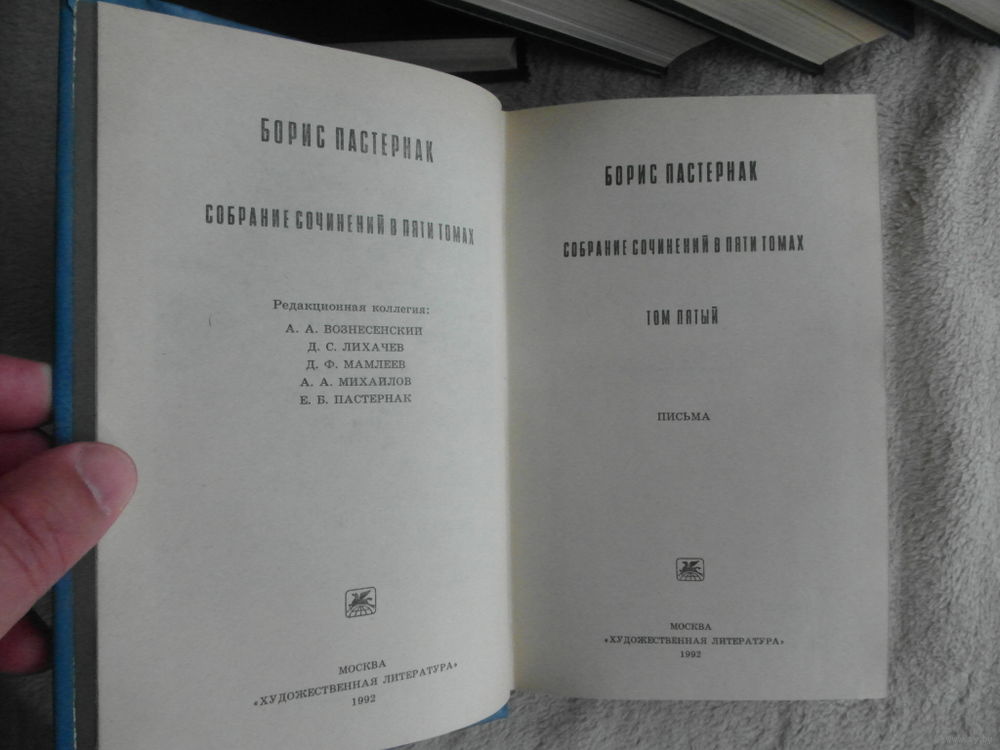 БОРИС ПАСТЕРНАК
СОБРАНИЕ СОЧИНЕНИЙ В ПЯТИ ТОМАХ
Редакционная коллегия:
А. А. ВОЗНЕСЕНСКИЙ
Д. С. ЛИХАЧЕВ
Д. Ф. МАМЛЕЕВ
А. А. МИХАЙЛОВ
Е. Б. ПАСТЕРНАК
МОСКВА
«ХУДОЖЕСТВЕННАЯ ЛИТЕРАТУРА»
1992
БОРИС ПАСТЕРНАК
СОБРАНИЕ СОЧИНЕНИЙ В ПЯТИ ТОМАХ
ТОМ ПЯТЫЙ
ПИСЬМА
МОСКВА
«ХУДОЖЕСТВЕННАЯ ЛИТЕРАТУРА»
1992